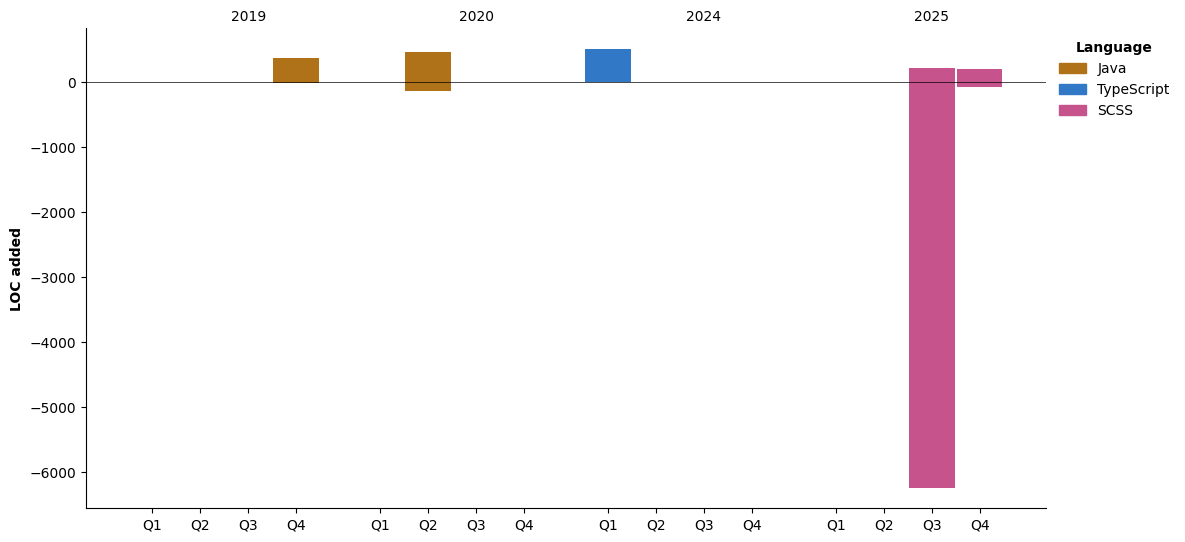 2019 2020 2024 2025
Language
Java
TypeScript
SCSS
LOC added
0
−1000
−2000
−3000
−4000
−5000
−6000
Q1 Q2 Q3 Q4 Q1 Q2 Q3 Q4 Q1 Q2 Q3 Q4 Q1 Q2 Q3 Q4